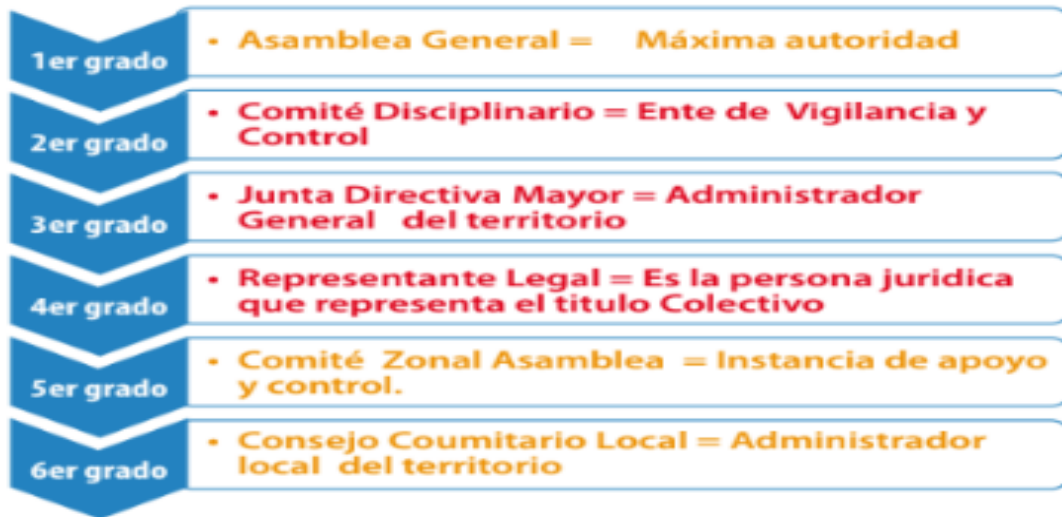 1er grado
• Asamblea General = Máxima autoridad
2er grado
• Comité Disciplinario = Ente de Vigilancia y
Control
3er grado
• Junta Directiva Mayor = Administrador
General del territorio
4er grado
• Representante Legal = Es la persona juridica
que representa el titulo Colectivo
5er grado
• Comité Zonal Asamblea = Instancia de apoyo
y control.
6er grado
• Consejo Coumitario Local = Administrador
local del territorio